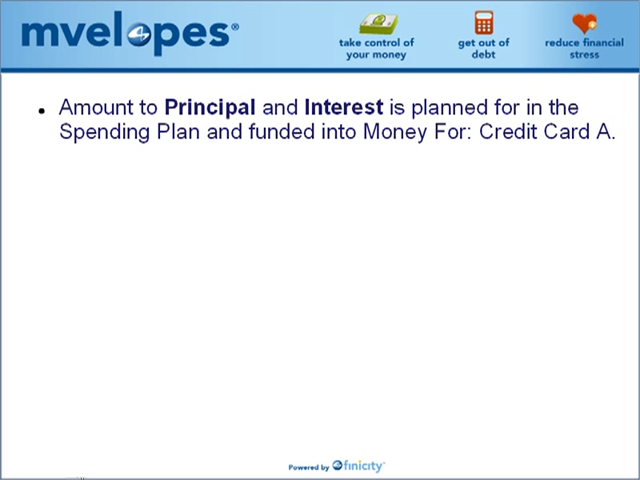 mvelopes®
take control of
your money
get out of
debt
reduce financial
stress
• Amount to Principal and Interest is planned for in the
Spending Plan and funded into Money For: Credit Card A.
Powered by finicity